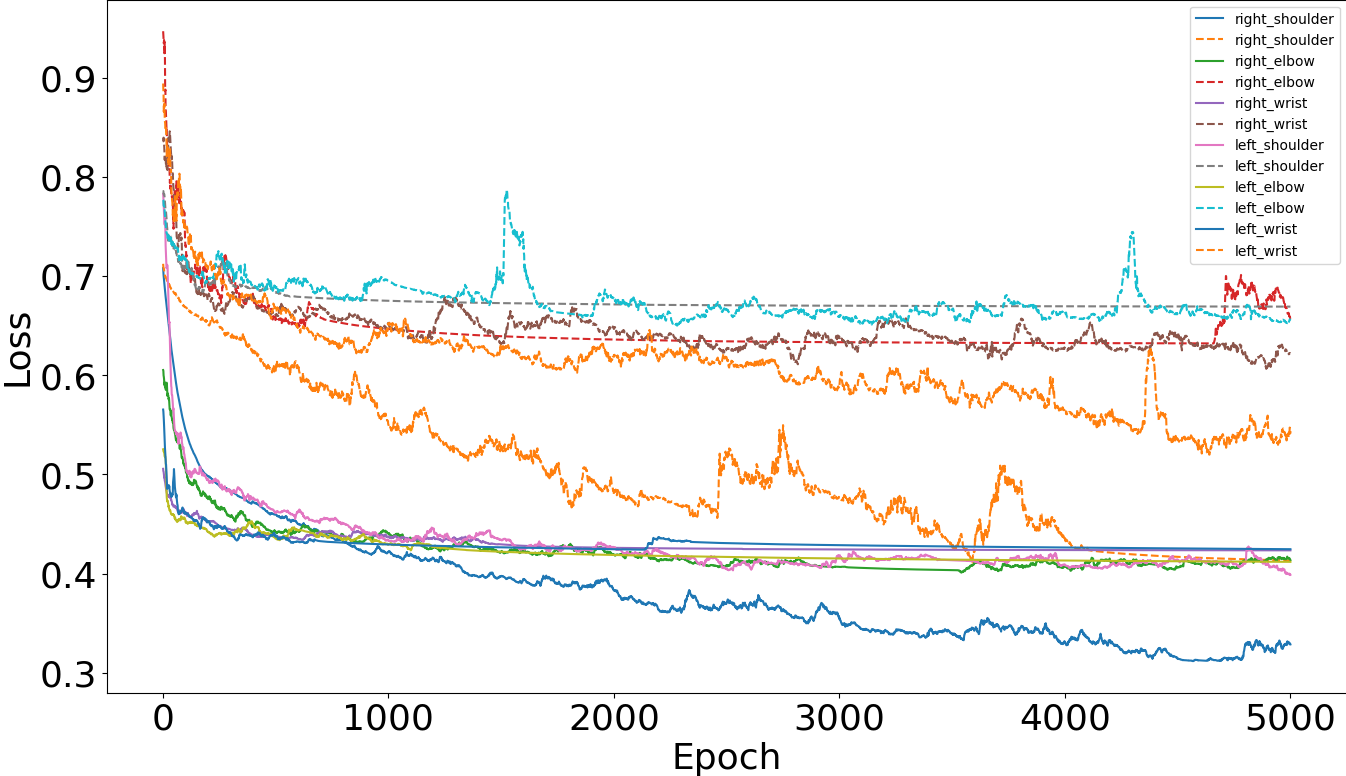 right_shoulder
right_shoulder
right_elbow
right_elbow
right_wrist
right_wrist
left_shoulder
left_shoulder
left_elbow
left_elbow
left_wrist
left_wrist
0.9
0.8
0.7
0.6
0.5
0.4
0.3
Loss
0 1000 2000 3000 4000 5000
Epoch